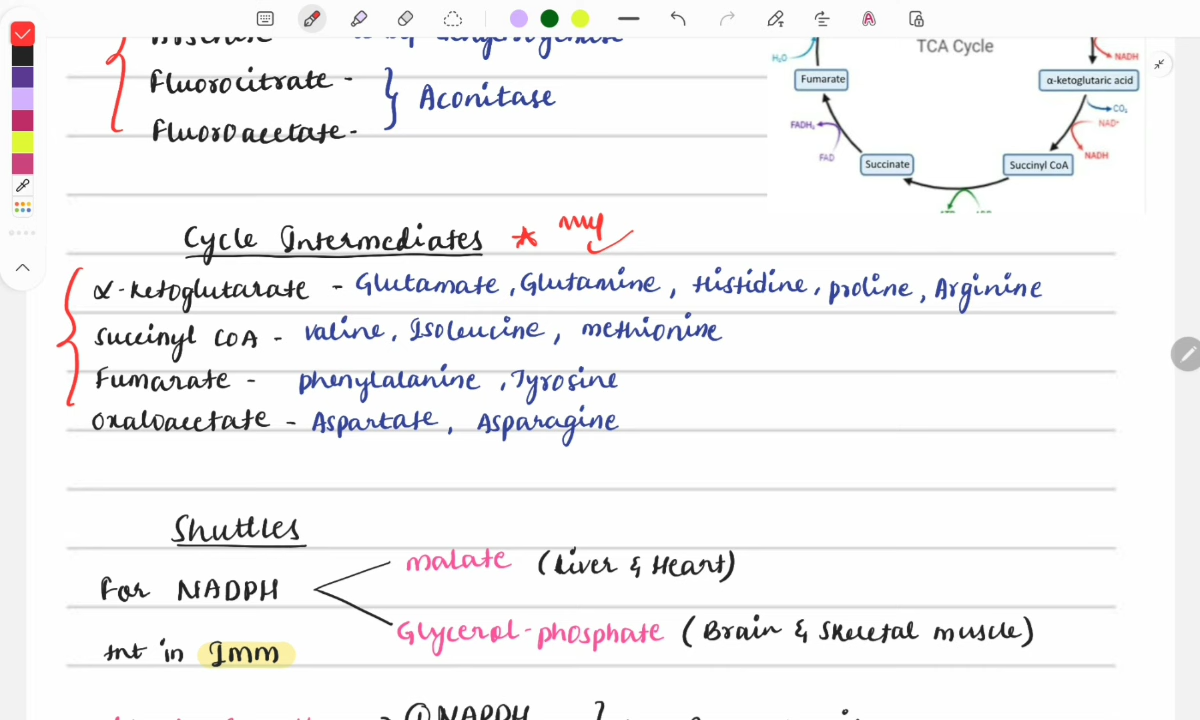 TCA Cycle
H₂O
NADH
Fumarate
α-ketoglutaric acid
CO₂
NAD⁺
NADH
FADH₂
FAD
Succinate
Succinyl CoA
Fluorocitrate -
Fluoroacetate -
} Aconitase
Cycle Intermediates ★
α-ketoglutarate - Glutamate, Glutamine, Histidine, proline, Arginine
Succinyl CoA - valine, Isoleucine, methionine
Fumarate - phenylalanine, Tyrosine
Oxaloacetate - Aspartate, Asparagine
Shuttles
For NADPH
malate (Liver & Heart)
Glycerol-phosphate (Brain & Skeletal muscle)
int in Imm
① NADPH